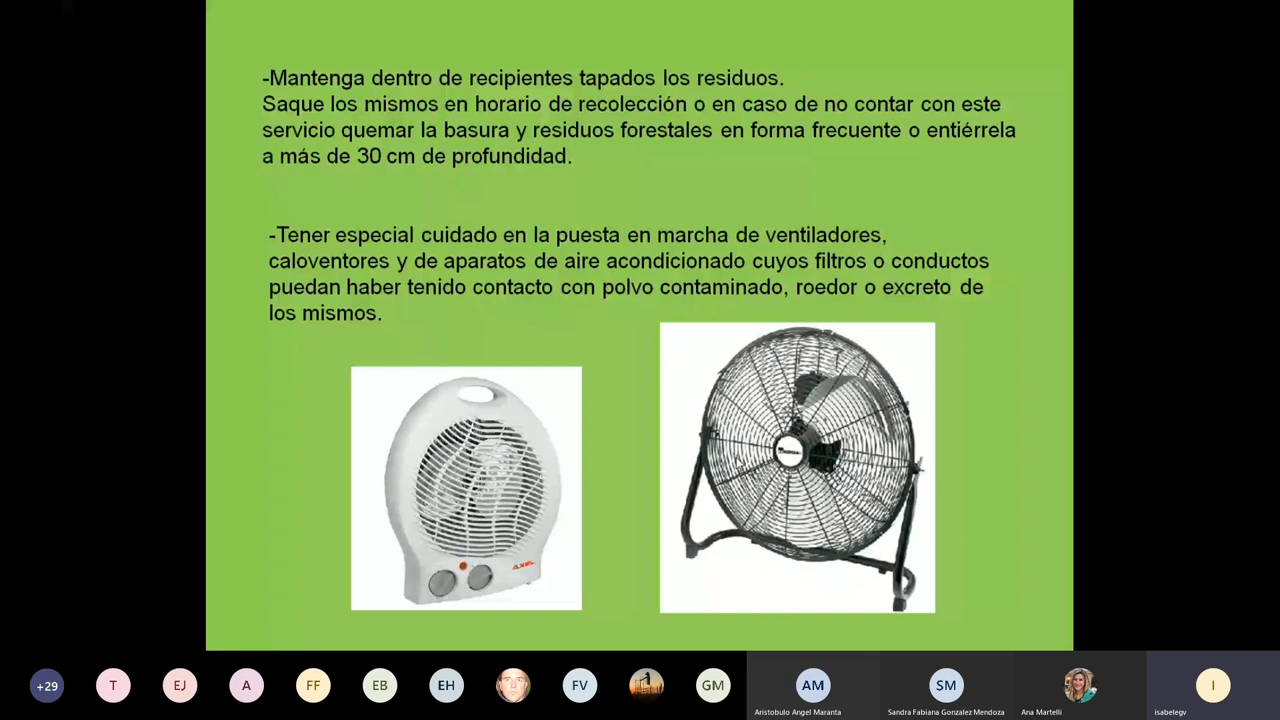 -Mantenga dentro de recipientes tapados los residuos.
Saque los mismos en horario de recolección o en caso de no contar con este
servicio quemar la basura y residuos forestales en forma frecuente o entiérrela
a más de 30 cm de profundidad.
-Tener especial cuidado en la puesta en marcha de ventiladores,
caloventores y de aparatos de aire acondicionado cuyos filtros o conductos
puedan haber tenido contacto con polvo contaminado, roedor o excreto de
los mismos.
AXEL
+29
T
EJ
A
FF
EB
EH
FV
GM
AM
SM
I
Aristobulo Angel Maranta
Sandra Fabiana Gonzalez Mendoza
Ana Martelli
isabelegv